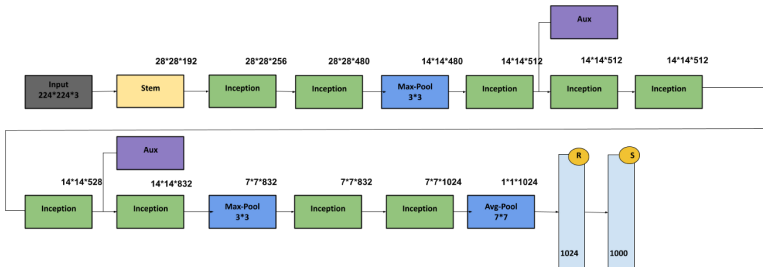 Aux
28*28*192
28*28*256
28*28*480
14*14*480
14*14*512
14*14*512
14*14*512
Input
224*224*3
Stem
Inception
Inception
Max-Pool
3*3
Inception
Inception
Inception
Aux
R
S
14*14*528
14*14*832
7*7*832
7*7*832
7*7*1024
1*1*1024
Inception
Inception
Max-Pool
3*3
Inception
Inception
Avg-Pool
7*7
1024
1000